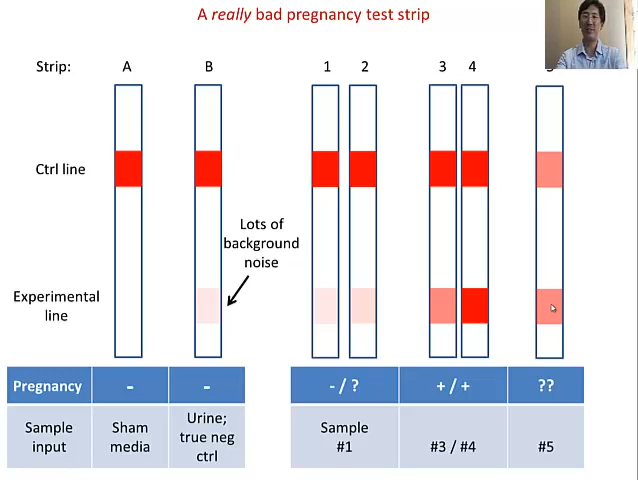 A really bad pregnancy test strip
Strip: A B 1 2 3 4
Ctrl line
Lots of
background
noise
Experimental
line
Pregnancy - - - / ? + / + ??
Sample
input
Sham
media
Urine;
true neg
ctrl
Sample
#1
#3 / #4
#5